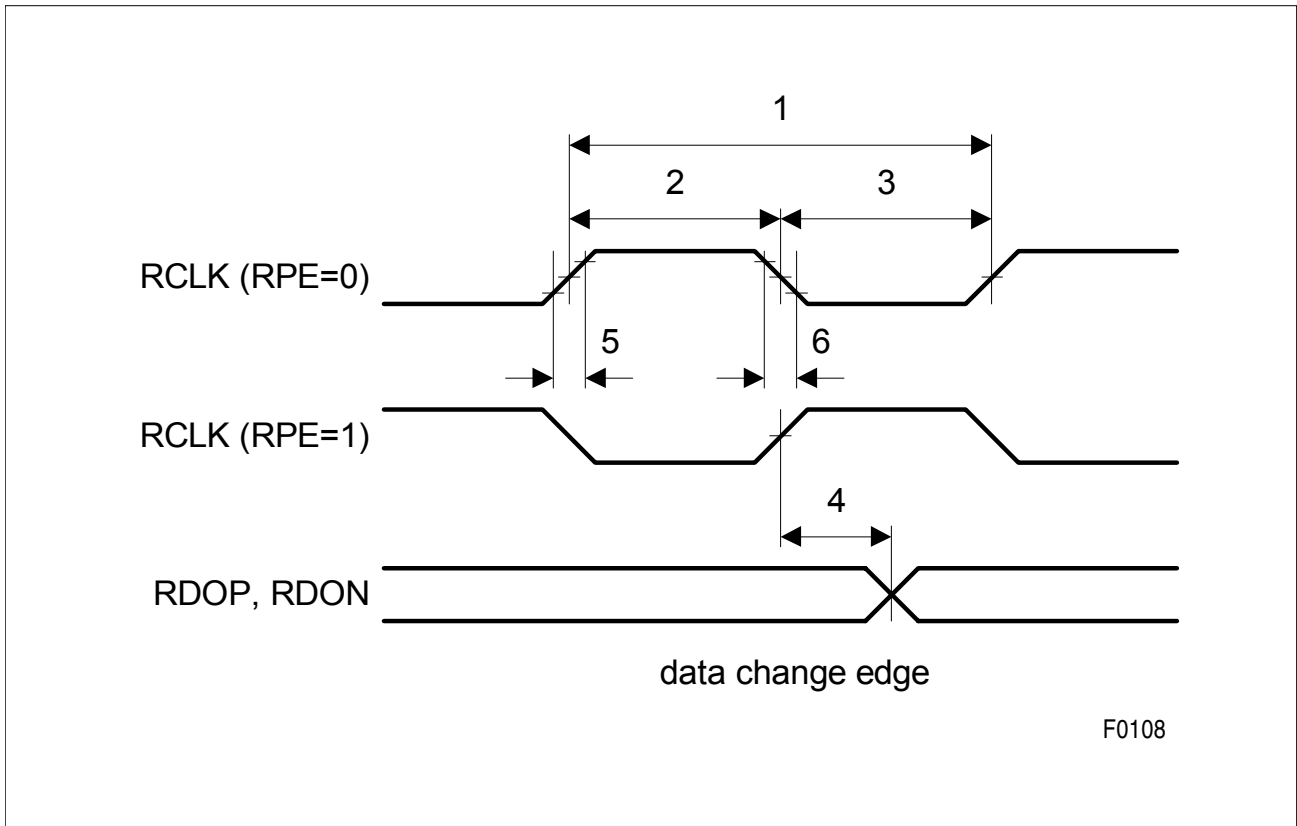 1
2
3
RCLK (RPE=0)
5
6
RCLK (RPE=1)
4
RDOP, RDON
data change edge
F0108